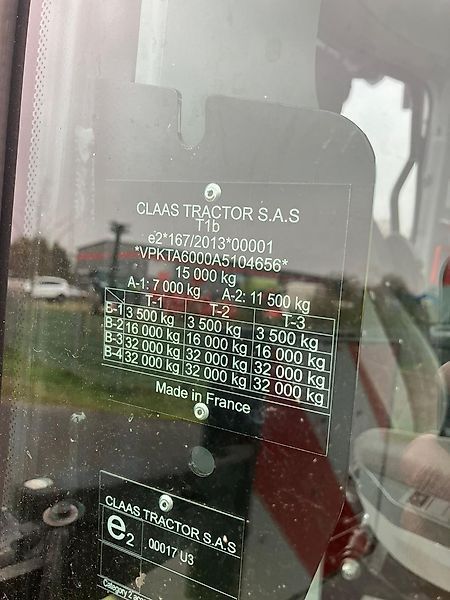 CLAAS TRACTOR S.A.S
T1b
e2*167/2013*00001
*VPKTA6000A5104656*
15 000 kg
A-1: 7 000 kg A-2: 11 500 kg
T-1 T-2 T-3
B-1 3 500 kg 3 500 kg 3 500 kg
B-2 16 000 kg 16 000 kg 16 000 kg
B-3 32 000 kg 32 000 kg 32 000 kg
B-4 32 000 kg 32 000 kg 32 000 kg
Made in France
CLAAS TRACTOR S.A.S
e2 00017 U3
Category 2